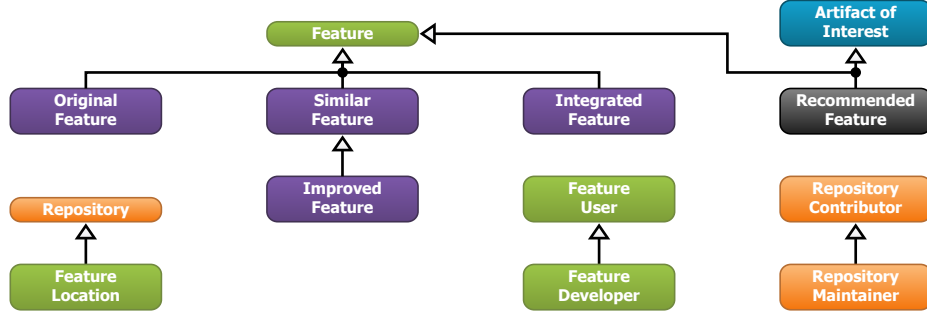 Artifact of
Interest
Feature
Original
Feature
Similar
Feature
Integrated
Feature
Recommended
Feature
Improved
Feature
Feature
User
Repository
Contributor
Repository
Feature
Location
Feature
Developer
Repository
Maintainer